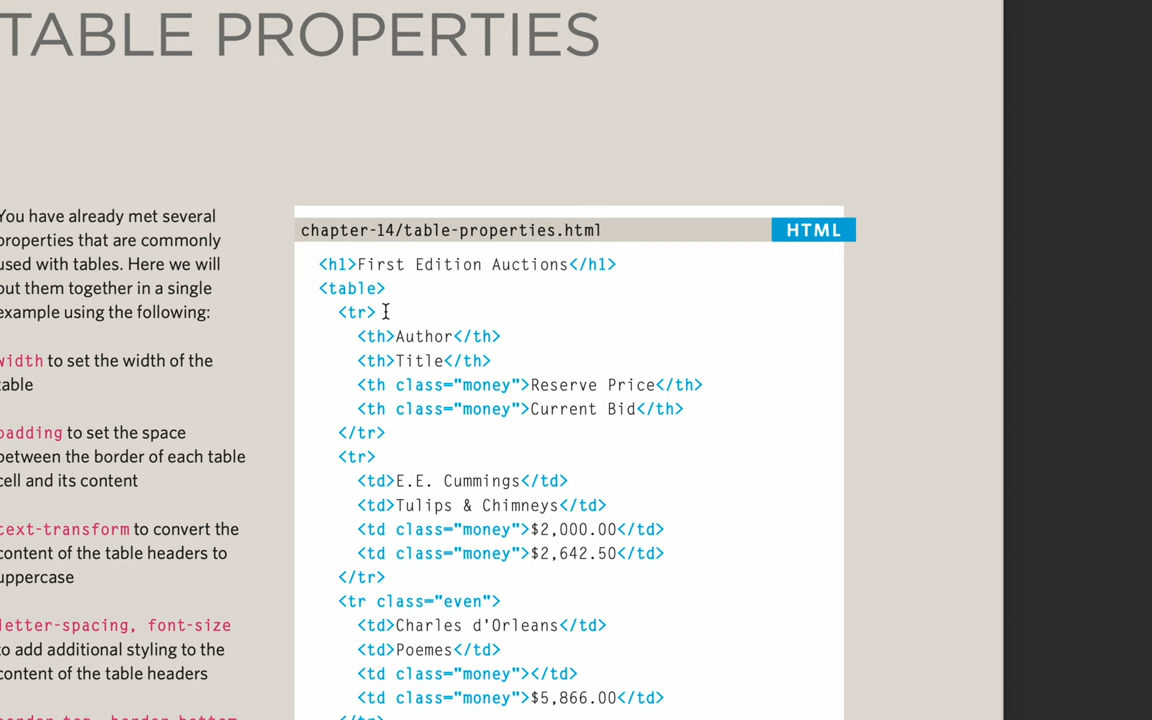 TABLE PROPERTIES
You have already met several
properties that are commonly
used with tables. Here we will
put them together in a single
example using the following:
width to set the width of the
table
padding to set the space
between the border of each table
cell and its content
text-transform to convert the
content of the table headers to
uppercase
letter-spacing, font-size
to add additional styling to the
content of the table headers
border-top, border-bottom
chapter-14/table-properties.html
HTML
<h1>First Edition Auctions</h1>
<table>
<tr>
<th>Author</th>
<th>Title</th>
<th class="money">Reserve Price</th>
<th class="money">Current Bid</th>
</tr>
<tr>
<td>E.E. Cummings</td>
<td>Tulips & Chimneys</td>
<td class="money">$2,000.00</td>
<td class="money">$2,642.50</td>
</tr>
<tr class="even">
<td>Charles d'Orleans</td>
<td>Poemes</td>
<td class="money"></td>
<td class="money">$5,866.00</td>
</tr>